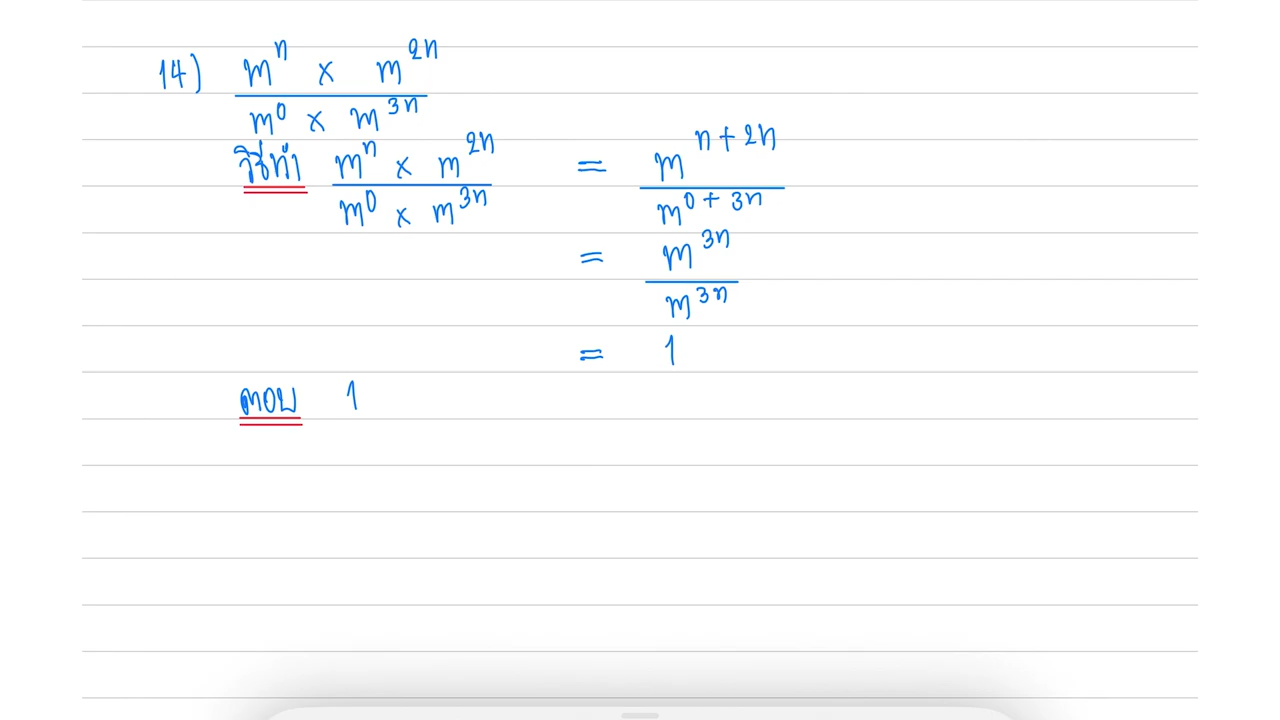 14) m^n × m^2n / m^0 × m^3n
วิธีทำ m^n × m^2n / m^0 × m^3n = m^n+2n / m^0+3n
= m^3n / m^3n
= 1
ตอบ 1